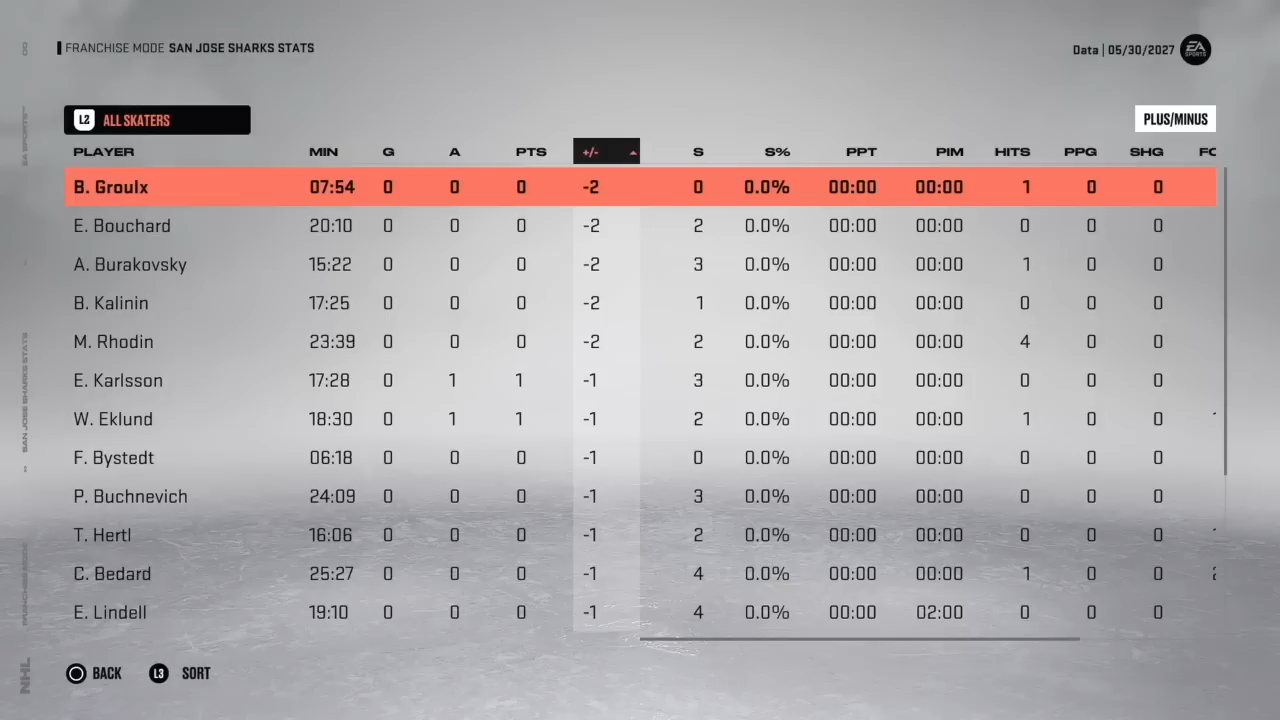 FRANCHISE MODE SAN JOSE SHARKS STATS
Data | 05/30/2027 EA SPORTS
L2 ALL SKATERS
PLUS/MINUS
PLAYER MIN G A PTS +/- S S% PPT PIM HITS PPG SHG
B. Groulx 07:54 0 0 0 -2 0 0.0% 00:00 00:00 1 0 0
E. Bouchard 20:10 0 0 0 -2 2 0.0% 00:00 00:00 0 0 0
A. Burakovsky 15:22 0 0 0 -2 3 0.0% 00:00 00:00 1 0 0
B. Kalinin 17:25 0 0 0 -2 1 0.0% 00:00 00:00 0 0 0
M. Rhodin 23:39 0 0 0 -2 2 0.0% 00:00 00:00 4 0 0
E. Karlsson 17:28 0 1 1 -1 3 0.0% 00:00 00:00 0 0 0
W. Eklund 18:30 0 1 1 -1 2 0.0% 00:00 00:00 1 0 0
F. Bystedt 06:18 0 0 0 -1 0 0.0% 00:00 00:00 0 0 0
P. Buchnevich 24:09 0 0 0 -1 3 0.0% 00:00 00:00 0 0 0
T. Hertl 16:06 0 0 0 -1 2 0.0% 00:00 00:00 0 0 0
C. Bedard 25:27 0 0 0 -1 4 0.0% 00:00 00:00 1 0 0
E. Lindell 19:10 0 0 0 -1 4 0.0% 00:00 02:00 0 0 0
BACK L3 SORT
NHL
FRANCHISE MODE
SAN JOSE SHARKS STATS
EA SPORTS